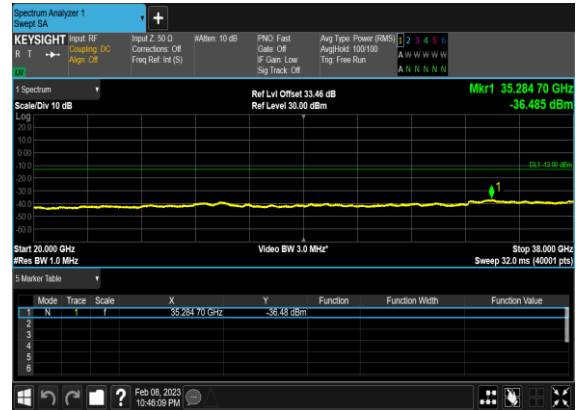 Spectrum Analyzer 1
Swept SA
+
KEYSIGHT Input: RF Input Z: 50 Ω #Atten: 10 dB PNO: Fast Avg Type: Power (RMS) 1 2 3 4 5 6
R T Coupling: DC Corrections: Off Gate: Off Avg|Hold: 100/100 A W W W W W
Align: Off Freq Ref: Int (S) IF Gain: Low Trig: Free Run
Sig Track: Off A N N N N N
1 Spectrum Ref Lvl Offset 33.46 dB Mkr1 35.284 70 GHz
Scale/Div 10 dB Ref Level 30.00 dBm -36.485 dBm
Log
20.0
10.0
0.00
-10.0 DL1 -13.00 dBm
-20.0
-30.0 1
-40.0
-50.0
-60.0
Start 20.000 GHz Video BW 3.0 MHz* Stop 38.000 GHz
#Res BW 1.0 MHz Sweep 32.0 ms (40001 pts)
5 Marker Table
Mode Trace Scale X Y Function Function Width Function Value
1 N 1 f 35.284 70 GHz -36.48 dBm
2
3
4
5
6
? Feb 08, 2023
10:46:09 PM